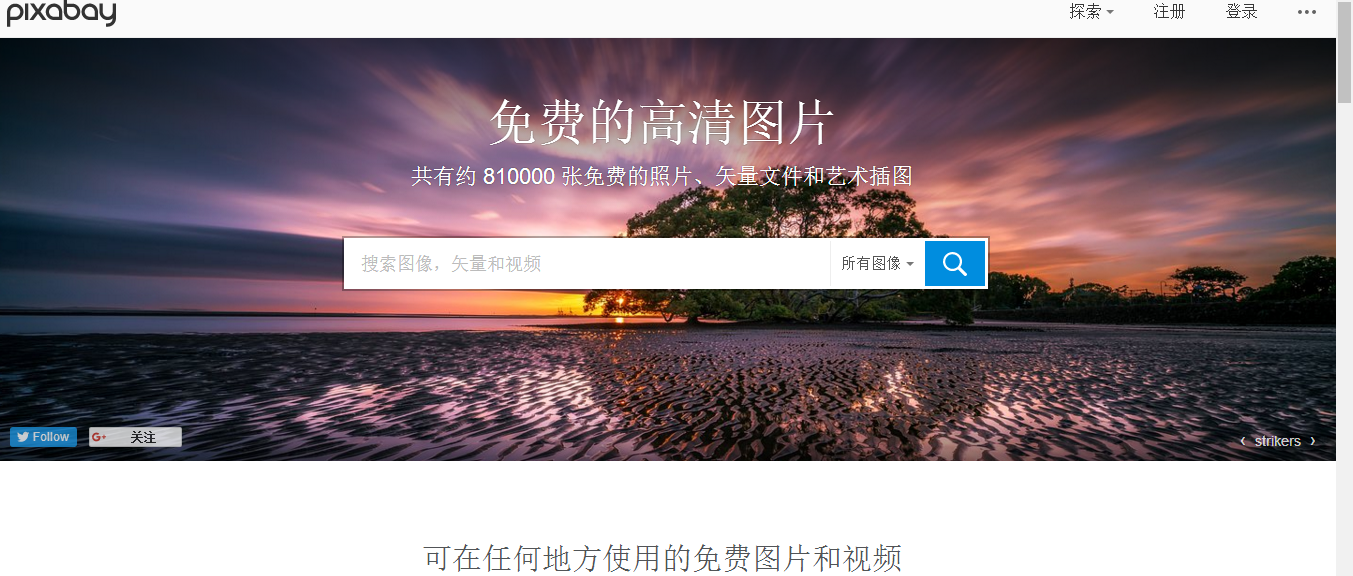 pixabay
探索 注册 登录
免费的高清图片
共有约 810000 张免费的照片、矢量文件和艺术插图
搜索图像，矢量和视频 所有图像
Follow G+ 关注
‹ strikers ›
可在任何地方使用的免费图片和视频